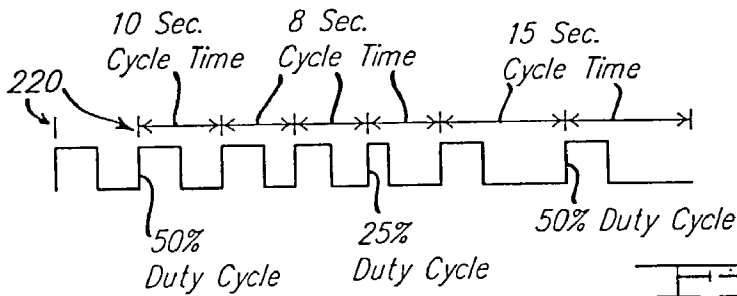 10 Sec.
Cycle Time
8 Sec.
Cycle Time
15 Sec.
Cycle Time
220
50%
Duty Cycle
25%
Duty Cycle
50% Duty Cycle